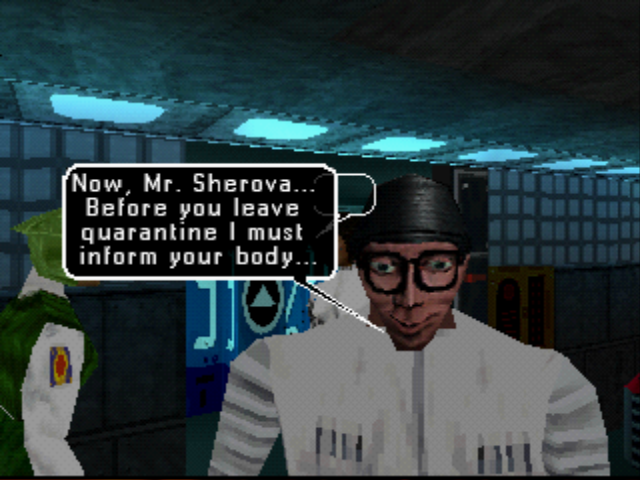 Now, Mr. Sherova...
Before you leave
quarantine I must
inform your body...